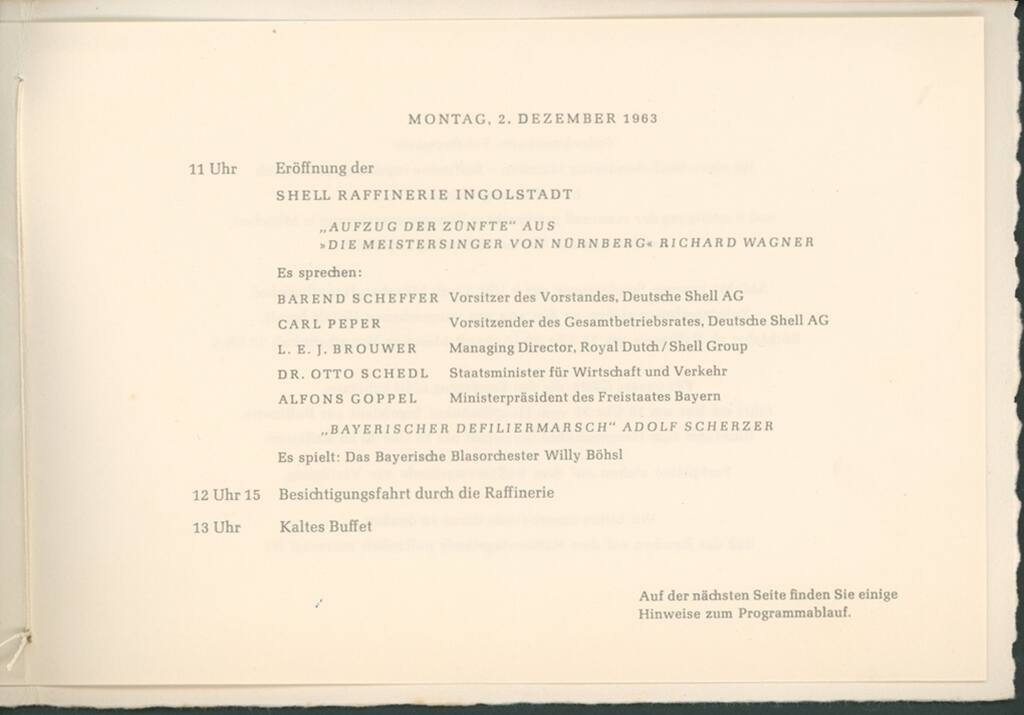 MONTAG, 2. DEZEMBER 1963
11 Uhr Eröffnung der
SHELL RAFFINERIE INGOLSTADT
„AUFZUG DER ZÜNFTE“ AUS
»DIE MEISTERSINGER VON NÜRNBERG« RICHARD WAGNER
Es sprechen:
BAREND SCHEFFER Vorsitzer des Vorstandes, Deutsche Shell AG
CARL PEPER Vorsitzender des Gesamtbetriebsrates, Deutsche Shell AG
L. E. J. BROUWER Managing Director, Royal Dutch/Shell Group
DR. OTTO SCHEDL Staatsminister für Wirtschaft und Verkehr
ALFONS GOPPEL Ministerpräsident des Freistaates Bayern
„BAYERISCHER DEFILIERMARSCH“ ADOLF SCHERZER
Es spielt: Das Bayerische Blasorchester Willy Böhsl
12 Uhr 15 Besichtigungsfahrt durch die Raffinerie
13 Uhr Kaltes Buffet
Auf der nächsten Seite finden Sie einige
Hinweise zum Programmablauf.